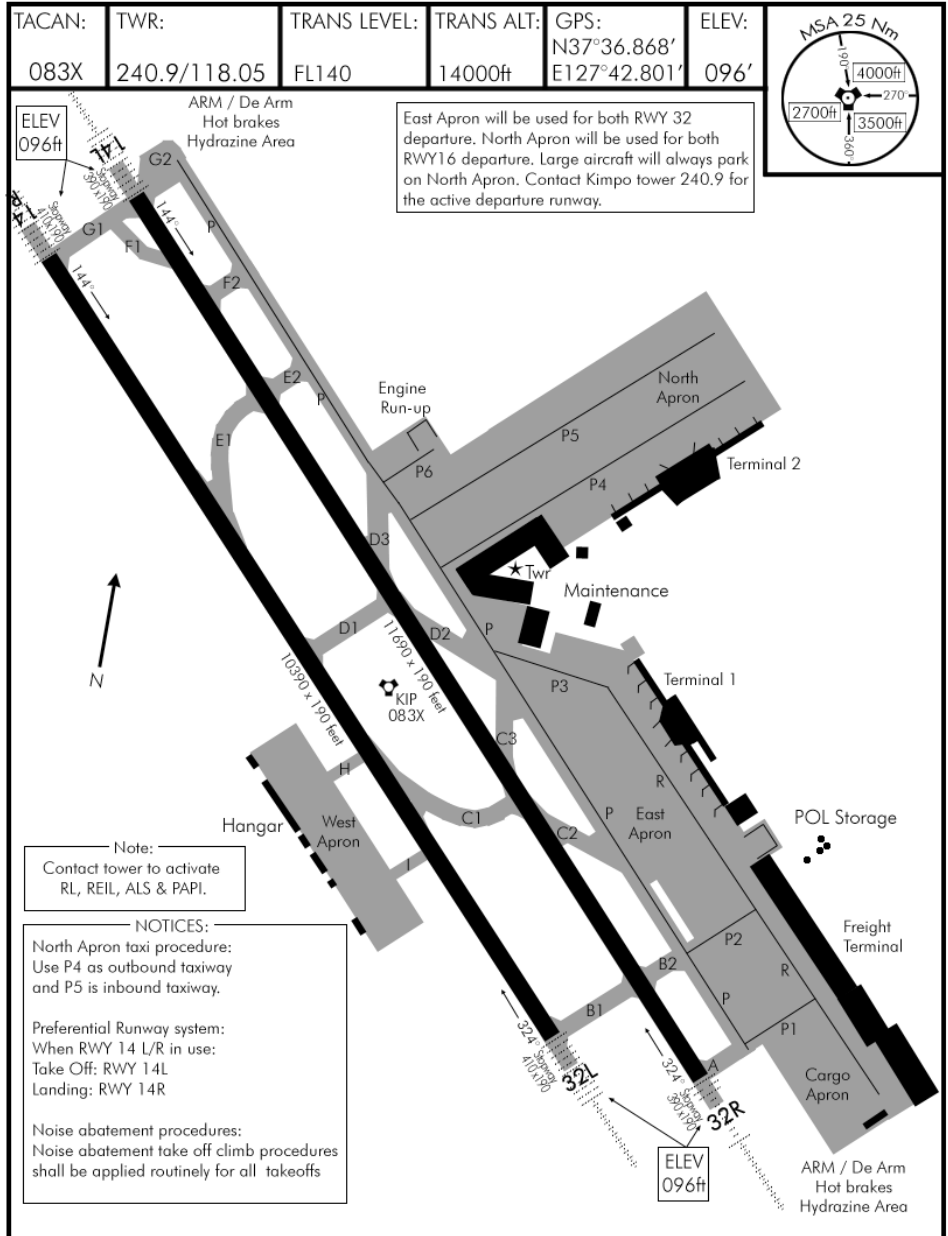 TACAN:
083X
TWR:
240.9/118.05
TRANS LEVEL:
FL140
TRANS ALT:
14000ft
GPS:
N37°36.868'
E127°42.801'
ELEV:
096'
MSA 25 Nm
190°
4000ft
270°
2700ft
3500ft
360°
ELEV
096ft
ARM / De Arm
Hot brakes
Hydrazine Area
East Apron will be used for both RWY 32
departure. North Apron will be used for both
RWY16 departure. Large aircraft will always park
on North Apron. Contact Kimpo tower 240.9 for
the active departure runway.
14L
Stopway
390x190
14R
Stopway
410x190
G2
G1
F1
144°
P
F2
144°
E2
P
E1
Engine
Run-up
North
Apron
P5
P6
P4
Terminal 2
D3
Twr
Maintenance
N
D1
D2
P
11690 x 190 feet
10390 x 190 feet
KIP
083X
P3
Terminal 1
C3
H
R
P
East
Apron
C1
C2
West
Apron
Hangar
I
POL Storage
Note:
Contact tower to activate
RL, REIL, ALS & PAPI.
NOTICES:
North Apron taxi procedure:
Use P4 as outbound taxiway
and P5 is inbound taxiway.
Preferential Runway system:
When RWY 14 L/R in use:
Take Off: RWY 14L
Landing: RWY 14R
Noise abatement procedures:
Noise abatement take off climb procedures
shall be applied routinely for all takeoffs
Freight
Terminal
P2
B2
R
B1
P
P1
324°
Stopway
410x190
32L
324°
Stopway
390x190
32R
A
Cargo
Apron
ELEV
096ft
ARM / De Arm
Hot brakes
Hydrazine Area